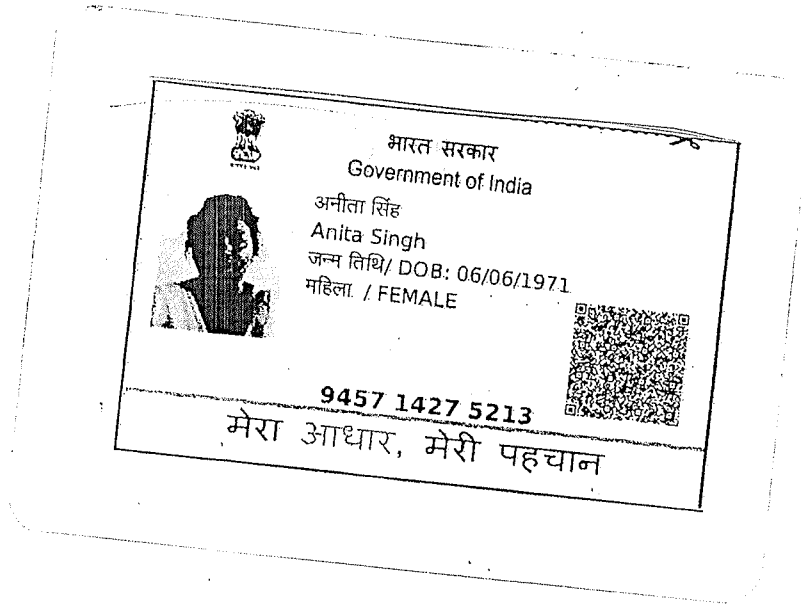 भारत सरकार
Government of India
अनीता सिंह
Anita Singh
जन्म तिथि/ DOB: 06/06/1971
महिला / FEMALE
9457 1427 5213
मेरा आधार, मेरी पहचान